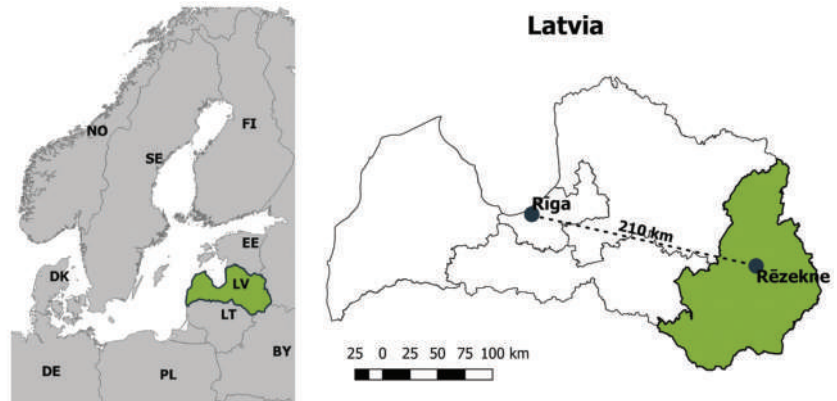 Latvia
NO
FI
SE
EE
DK
LV
LT
BY
DE
PL
Rīga
210 km
Rēzekne
25 0 25 50 75 100 km